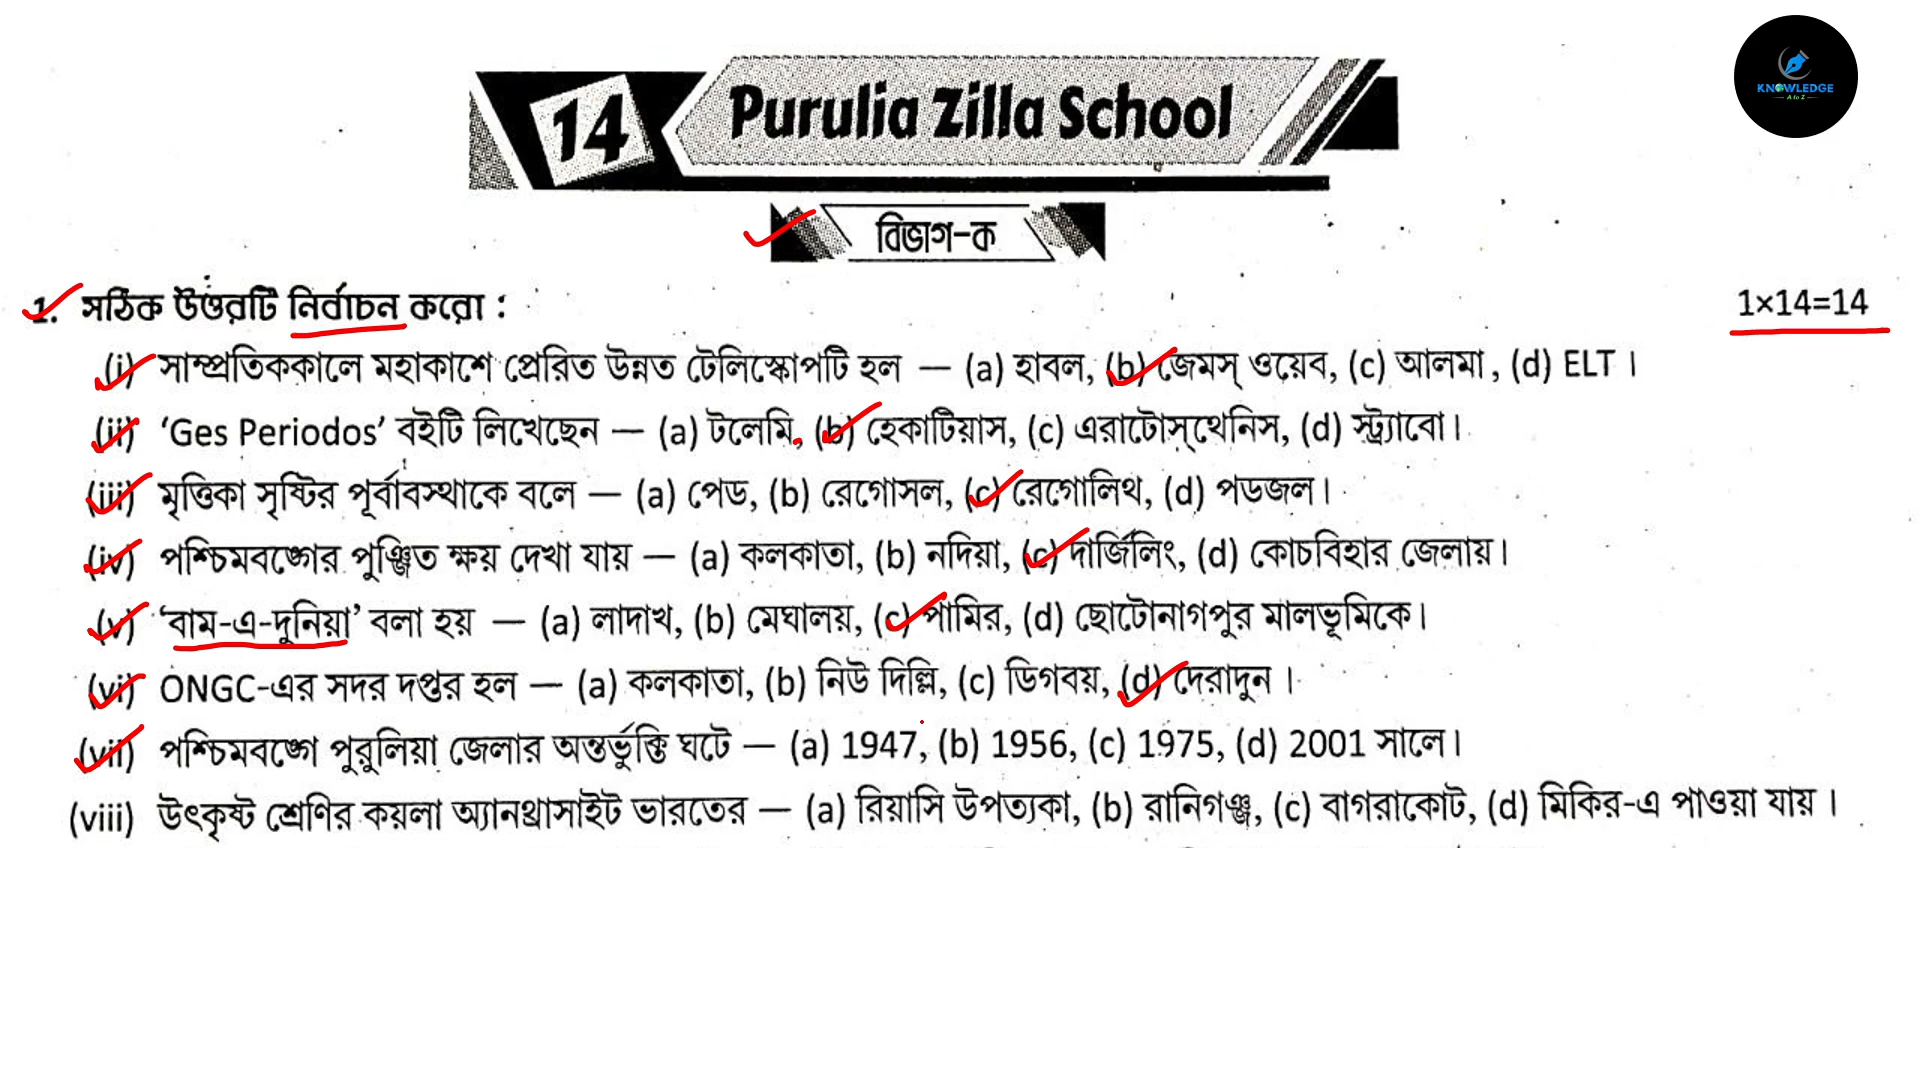 KNOWLEDGE
A to Z
14 Purulia Zilla School
বিভাগ-ক
1. সঠিক উত্তরটি নির্বাচন করো : 1×14=14
(i) সাম্প্রতিককালে মহাকাশে প্রেরিত উন্নত টেলিস্কোপটি হল — (a) হাবল, (b) জেমস্ ওয়েব, (c) আলমা, (d) ELT ।
(ii) ‘Ges Periodos’ বইটি লিখেছেন — (a) টলেমি, (b) হেকাটিয়াস, (c) এরাটোস্‌থেনিস, (d) স্ট্র্যাবো।
(iii) মৃত্তিকা সৃষ্টির পূর্বাবস্থাকে বলে — (a) পেড, (b) রেগোসল, (c) রেগোলিথ, (d) পডজল।
(iv) পশ্চিমবঙ্গের পুঞ্জিত ক্ষয় দেখা যায় — (a) কলকাতা, (b) নদিয়া, (c) দার্জিলিং, (d) কোচবিহার জেলায়।
(v) ‘বাম-এ-দুনিয়া’ বলা হয় — (a) লাদাখ, (b) মেঘালয়, (c) পামির, (d) ছোটোনাগপুর মালভূমিকে।
(vi) ONGC-এর সদর দপ্তর হল — (a) কলকাতা, (b) নিউ দিল্লি, (c) ডিগবয়, (d) দেরাদুন ।
(vii) পশ্চিমবঙ্গে পুরুলিয়া জেলার অন্তর্ভুক্তি ঘটে — (a) 1947, (b) 1956, (c) 1975, (d) 2001 সালে।
(viii) উৎকৃষ্ট শ্রেণির কয়লা অ্যানথ্রাসাইট ভারতের — (a) রিয়াসি উপত্যকা, (b) রানিগঞ্জ, (c) বাগরাকোট, (d) মিকির-এ পাওয়া যায় ।